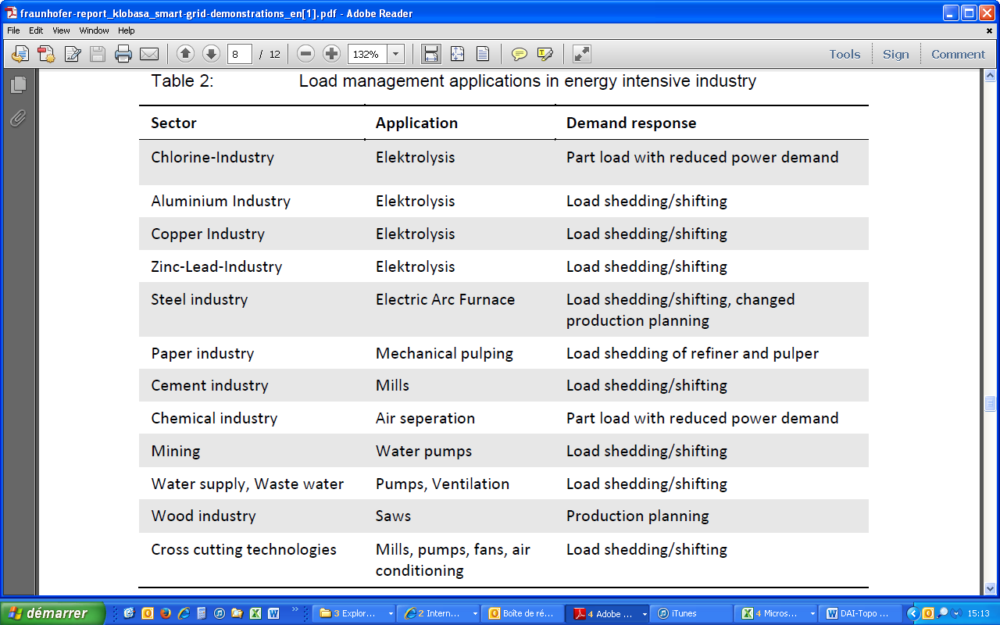 fraunhofer-report_klobasa_smart-grid-demonstrations_en[1].pdf - Adobe Reader
File Edit View Window Help
8 / 12 132% Tools Sign Comment
Table 2: Load management applications in energy intensive industry
Sector Application Demand response
Chlorine-Industry Elektrolysis Part load with reduced power demand
Aluminium Industry Elektrolysis Load shedding/shifting
Copper Industry Elektrolysis Load shedding/shifting
Zinc-Lead-Industry Elektrolysis Load shedding/shifting
Steel industry Electric Arc Furnace Load shedding/shifting, changed
production planning
Paper industry Mechanical pulping Load shedding of refiner and pulper
Cement industry Mills Load shedding/shifting
Chemical industry Air seperation Part load with reduced power demand
Mining Water pumps Load shedding/shifting
Water supply, Waste water Pumps, Ventilation Load shedding/shifting
Wood industry Saws Production planning
Cross cutting technologies Mills, pumps, fans, air Load shedding/shifting
conditioning
démarrer 3 Explor... 2 Intern... Boîte de ré... 4 Adobe ... iTunes 4 Micros... DAI-Topo ... 15:13